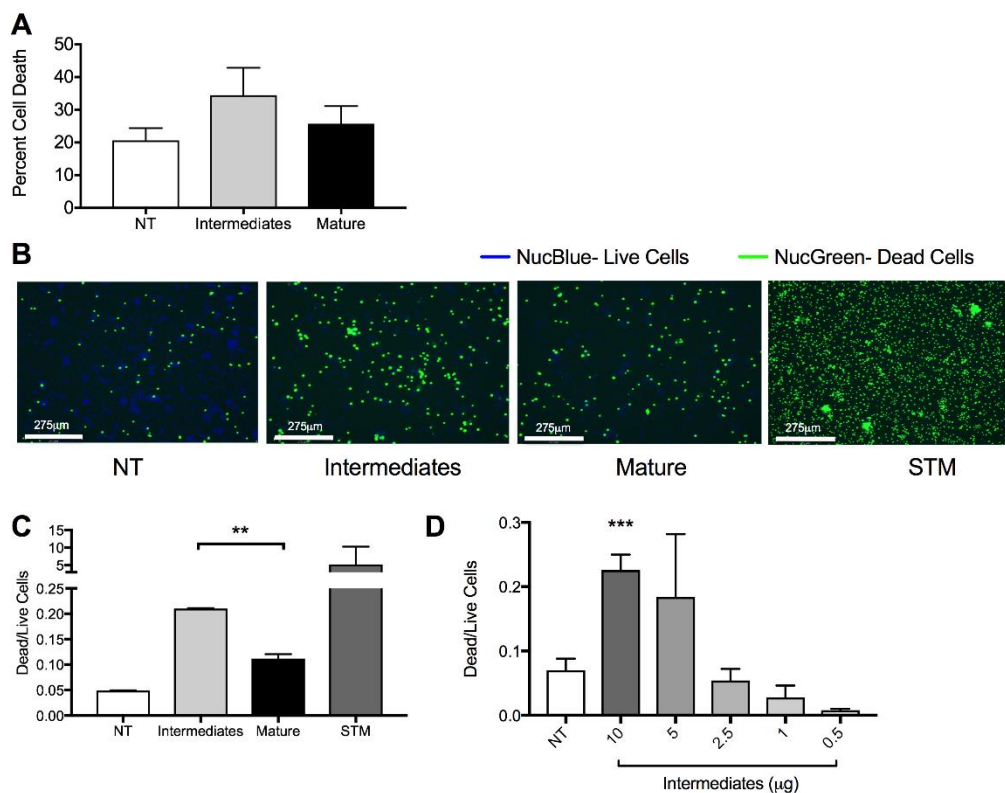 A
Percent Cell Death
50
40
30
20
10
0
NT Intermediates Mature
B
NucBlue- Live Cells NucGreen- Dead Cells
275µm 275µm 275µm 275µm
NT Intermediates Mature STM
C
Dead/Live Cells
15
10
5
0.25
0.20
0.15
0.10
0.05
0.00
**
NT Intermediates Mature STM
D
Dead/Live Cells
0.3
0.2
0.1
0.0
***
NT 10 5 2.5 1 0.5
Intermediates (µg)